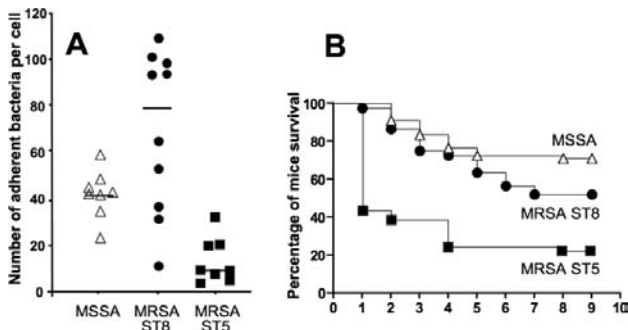 A
Number of adherent bacteria per cell
120
100
80
60
40
20
0
MSSA
MRSA
ST8
MRSA
ST5
B
Percentage of mice survival
100
80
60
40
20
0
1
2
3
4
5
6
7
8
9
10
MSSA
MRSA ST8
MRSA ST5